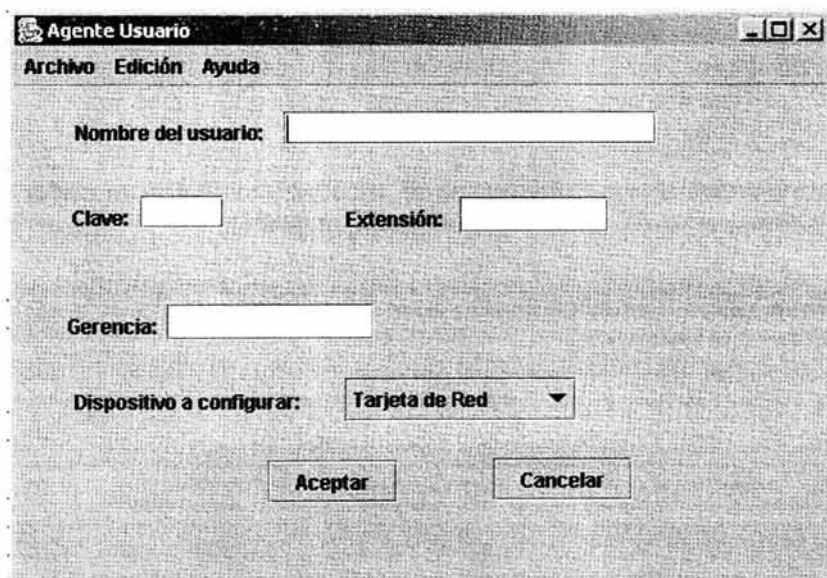 Agente Usuario
Archivo Edición Ayuda
Nombre del usuario:
Clave: Extensión:
Gerencia:
Dispositivo a configurar: Tarjeta de Red
Aceptar Cancelar